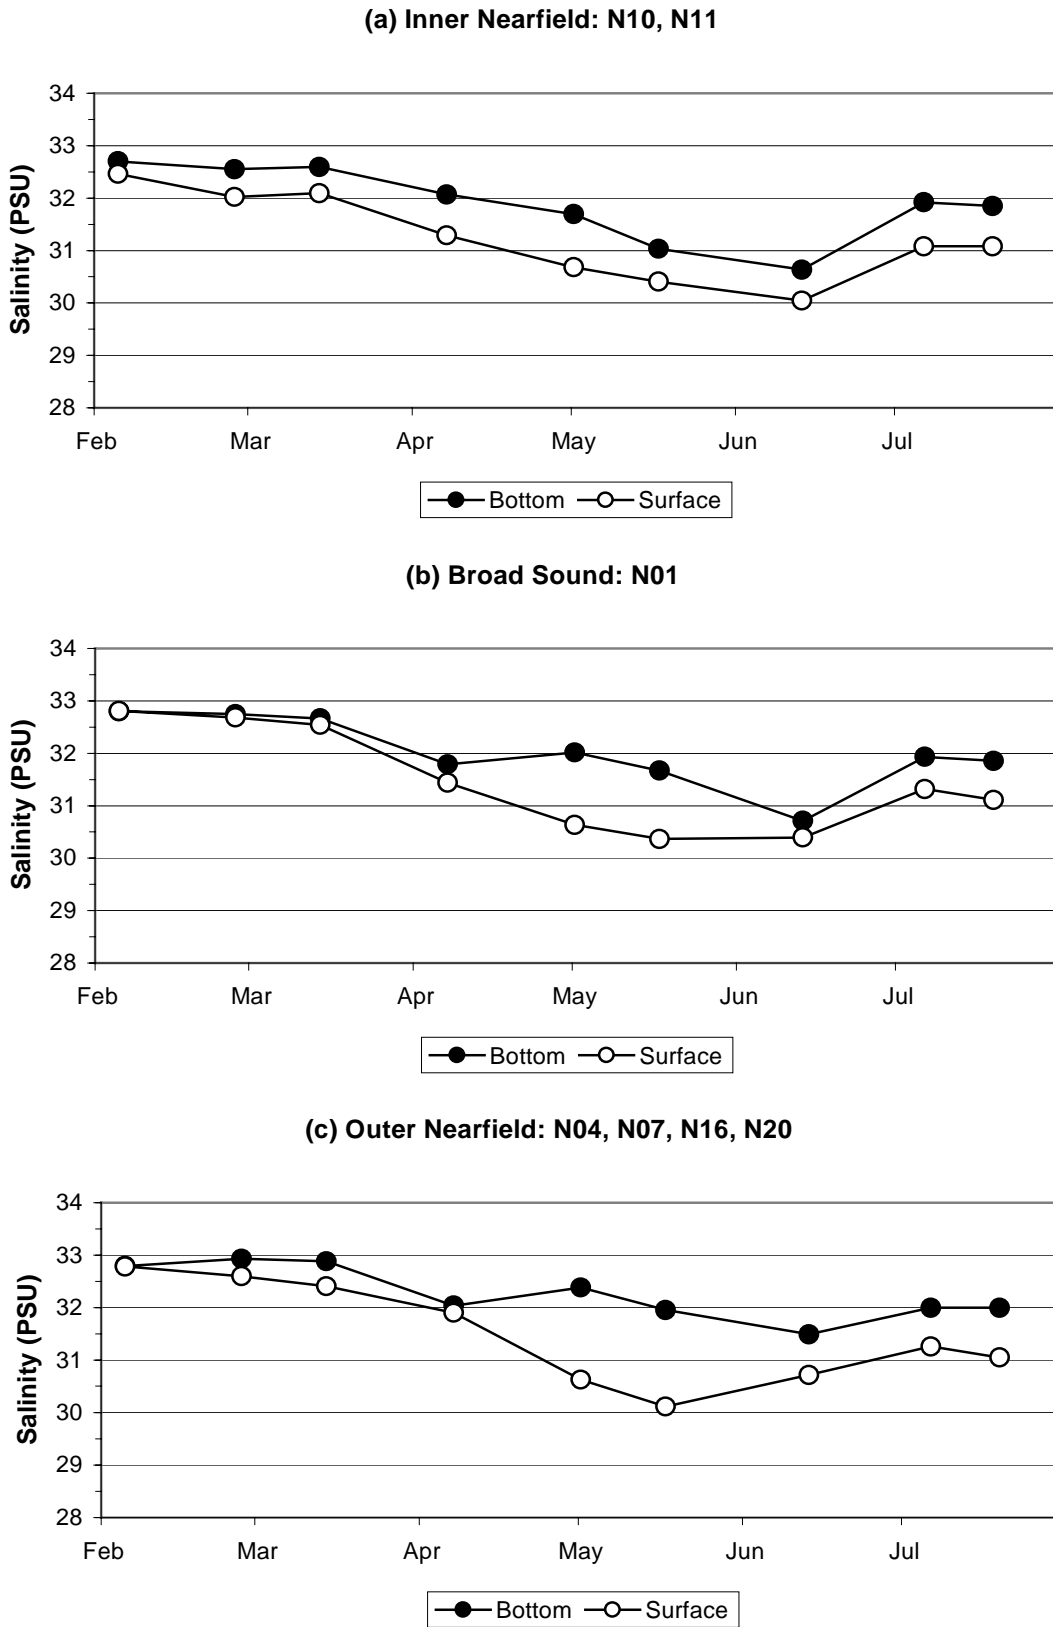 (a) Inner Nearfield: N10, N11
34
33
32
31
30
29
28
Salinity (PSU)
Feb Mar Apr May Jun Jul
Bottom Surface
(b) Broad Sound: N01
34
33
32
31
30
29
28
Salinity (PSU)
Feb Mar Apr May Jun Jul
Bottom Surface
(c) Outer Nearfield: N04, N07, N16, N20
34
33
32
31
30
29
28
Salinity (PSU)
Feb Mar Apr May Jun Jul
Bottom Surface